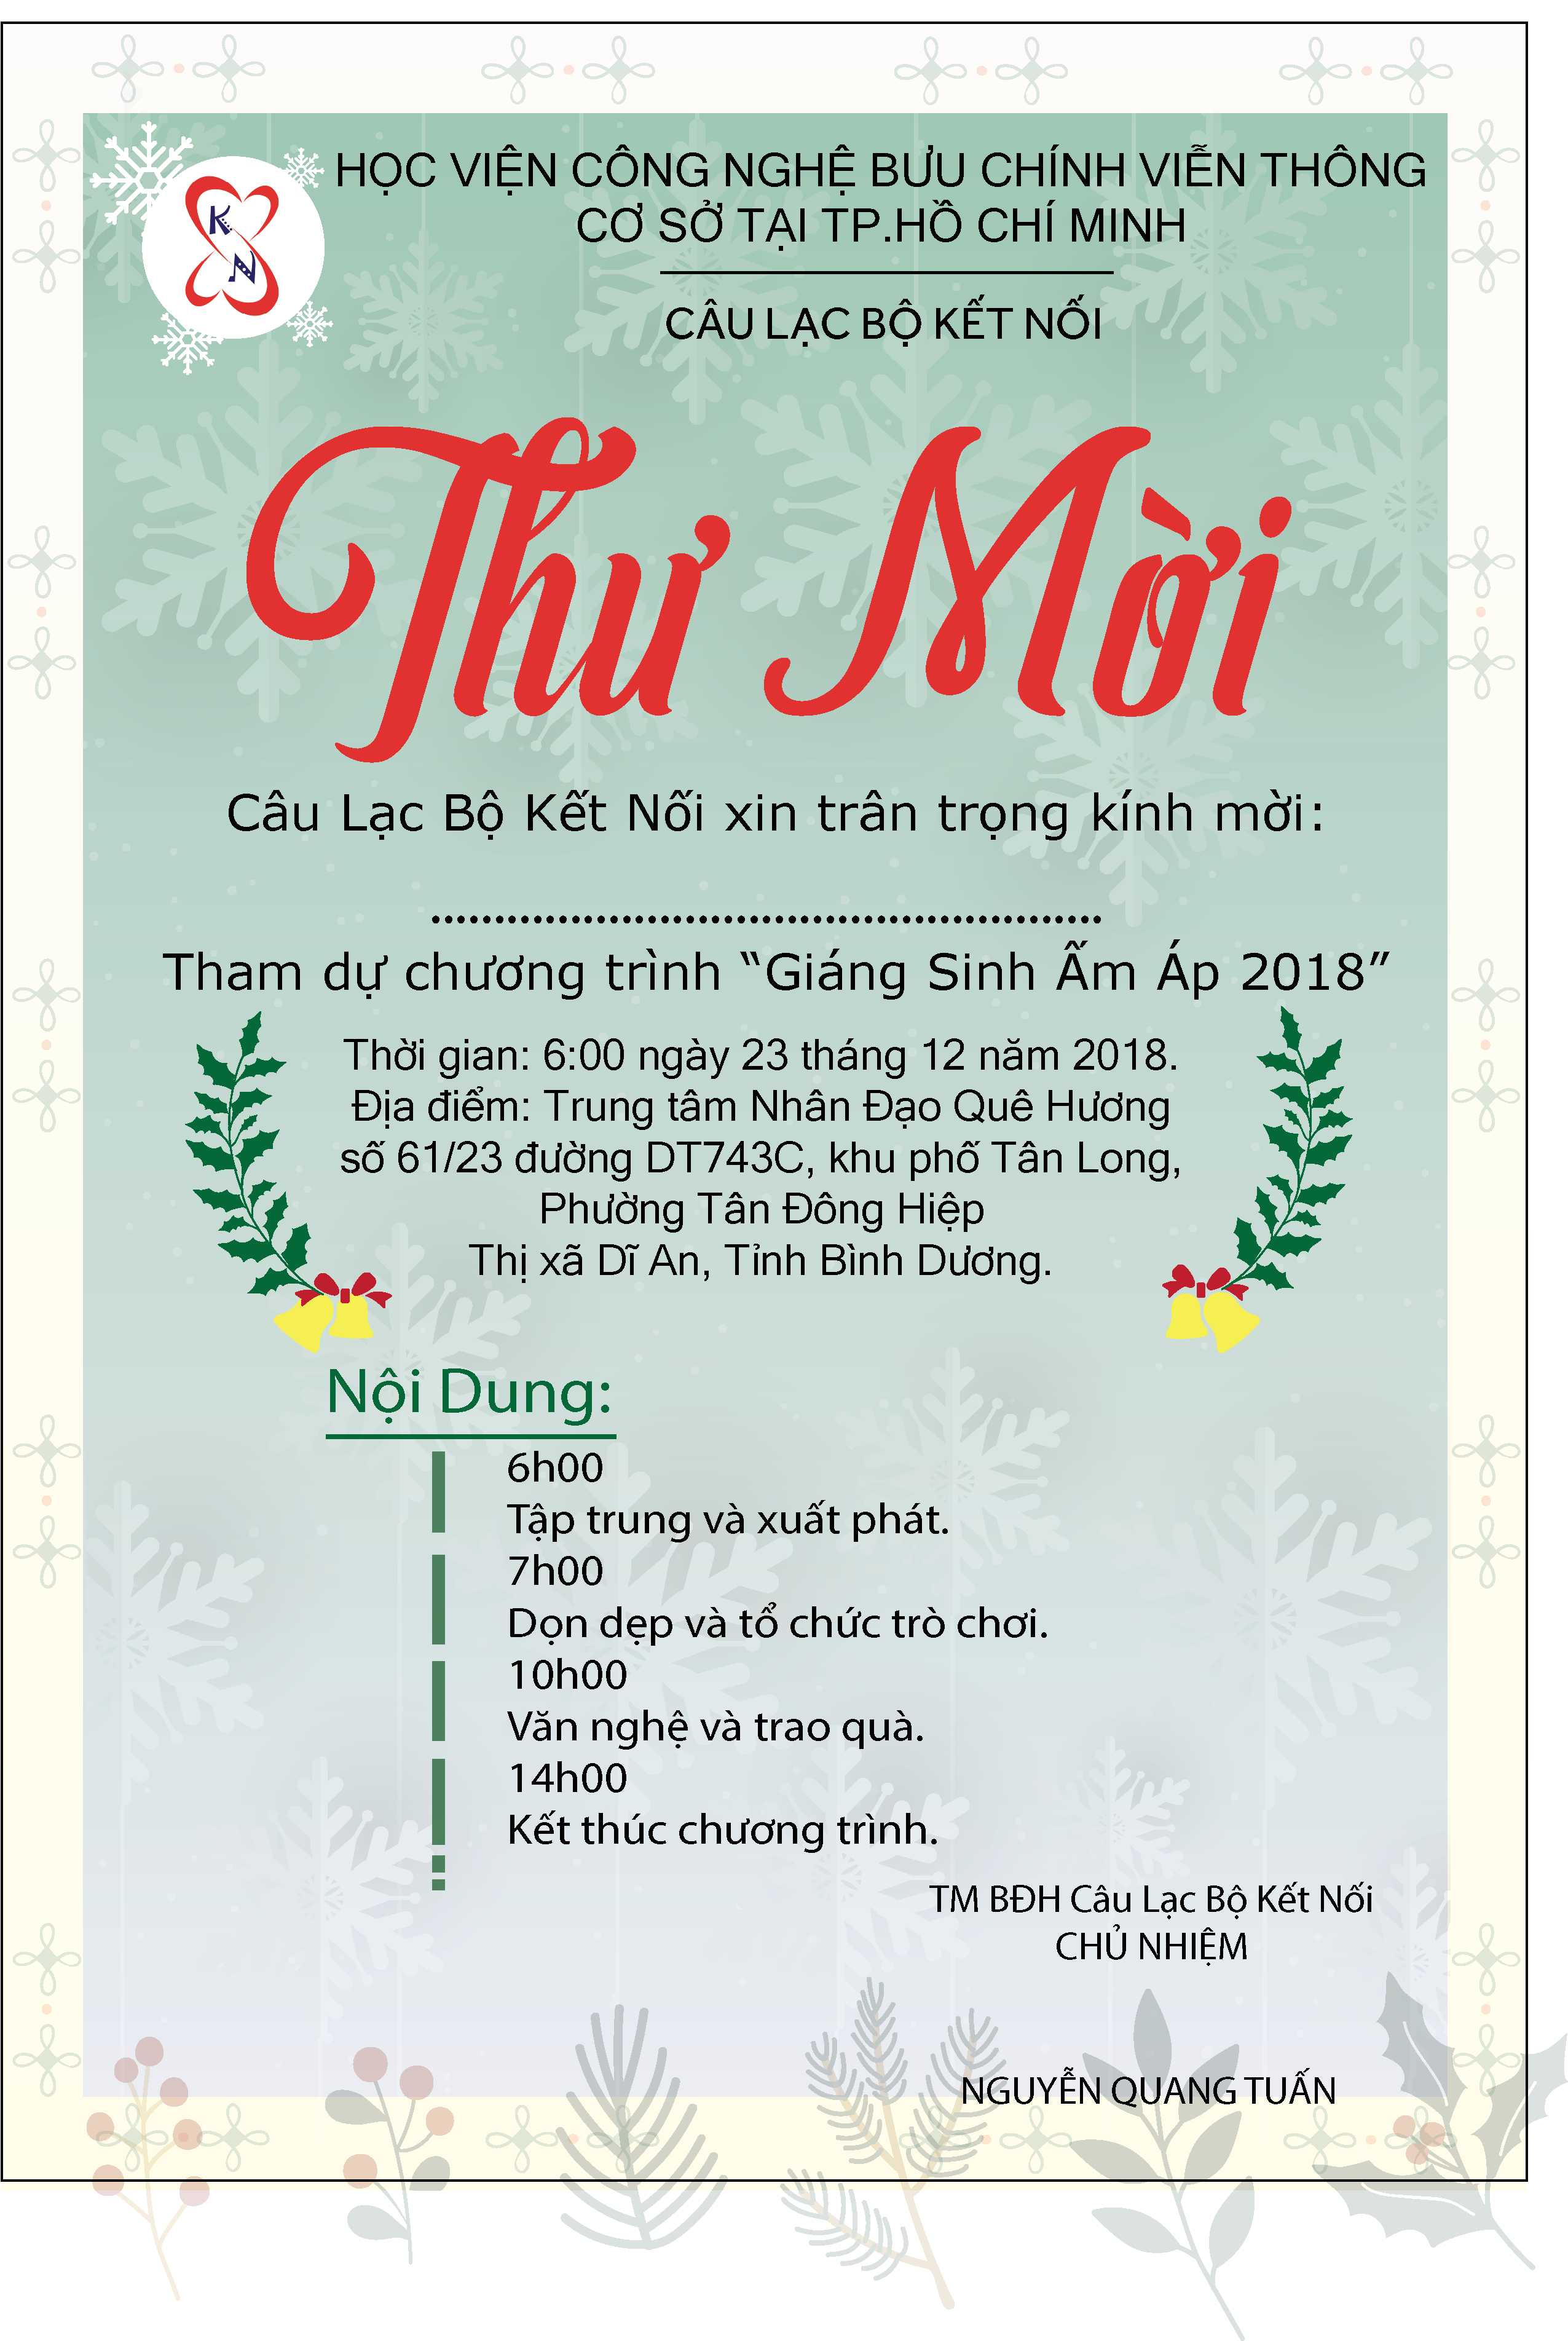 K
N
HỌC VIỆN CÔNG NGHỆ BƯU CHÍNH VIỄN THÔNG
CƠ SỞ TẠI TP.HỒ CHÍ MINH
CÂU LẠC BỘ KẾT NỐI
Thư Mời
Câu Lạc Bộ Kết Nối xin trân trọng kính mời:
.....................................................
Tham dự chương trình “Giáng Sinh Ấm Áp 2018”
Thời gian: 6:00 ngày 23 tháng 12 năm 2018.
Địa điểm: Trung tâm Nhân Đạo Quê Hương
số 61/23 đường DT743C, khu phố Tân Long,
Phường Tân Đông Hiệp
Thị xã Dĩ An, Tỉnh Bình Dương.
Nội Dung:
6h00
Tập trung và xuất phát.
7h00
Dọn dẹp và tổ chức trò chơi.
10h00
Văn nghệ và trao quà.
14h00
Kết thúc chương trình.
TM BĐH Câu Lạc Bộ Kết Nối
CHỦ NHIỆM
NGUYỄN QUANG TUẤN